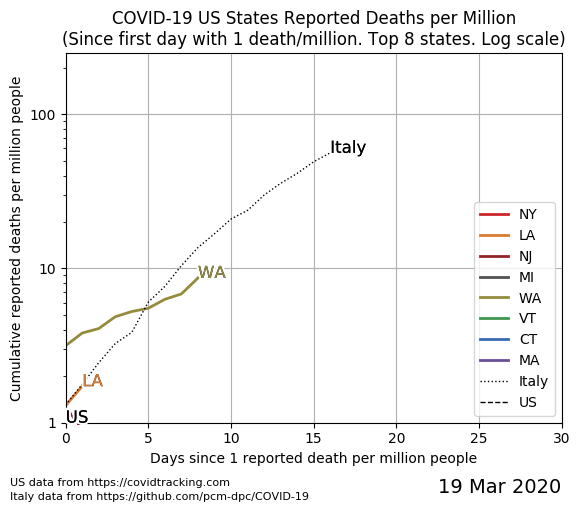 COVID-19 US States Reported Deaths per Million
(Since first day with 1 death/million. Top 8 states. Log scale)
Cumulative reported deaths per million people
100
10
1
Italy
WA
LA
US
NY
LA
NJ
MI
WA
VT
CT
MA
Italy
US
0 5 10 15 20 25 30
Days since 1 reported death per million people
US data from https://covidtracking.com
Italy data from https://github.com/pcm-dpc/COVID-19
19 Mar 2020